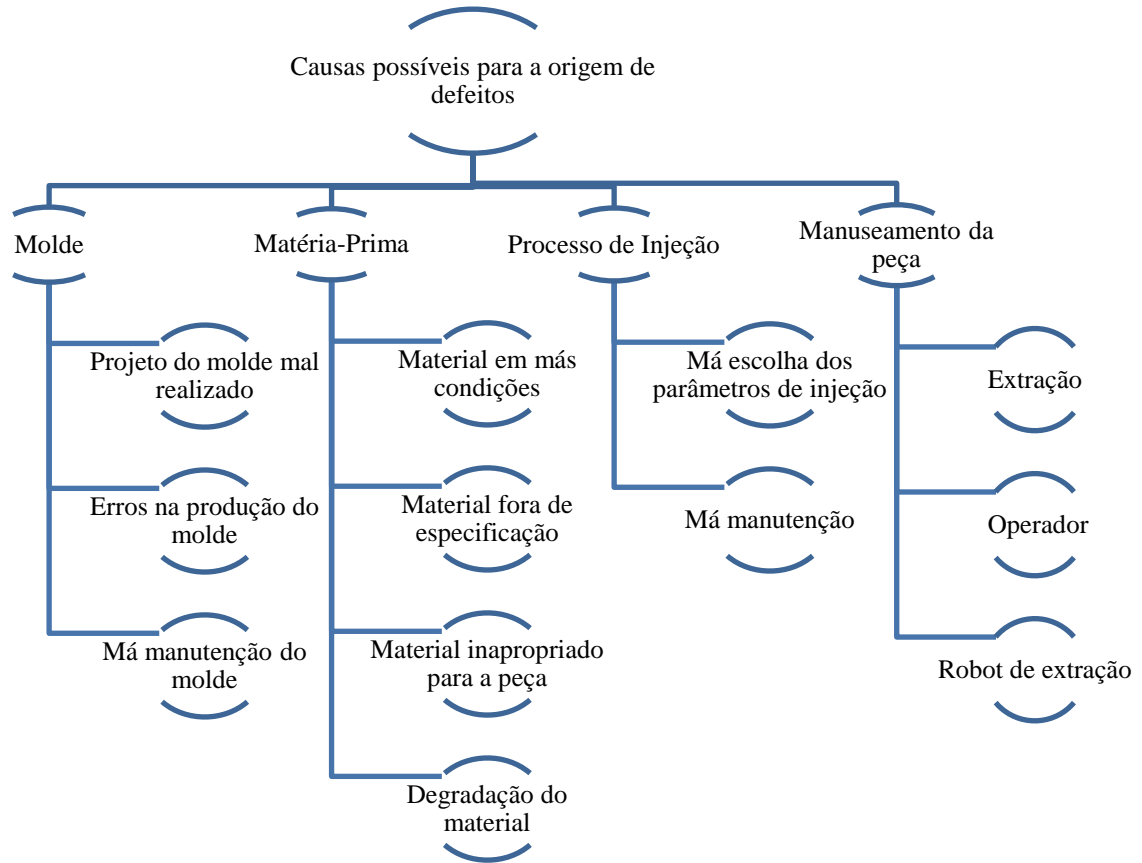 Causas possíveis para a origem de
defeitos
Molde
Matéria-Prima
Processo de Injeção
Manuseamento da
peça
Projeto do molde mal
realizado
Erros na produção do
molde
Má manutenção do
molde
Material em más
condições
Material fora de
especificação
Material inapropriado
para a peça
Degradação do
material
Má escolha dos
parâmetros de injeção
Má manutenção
Extração
Operador
Robot de extração